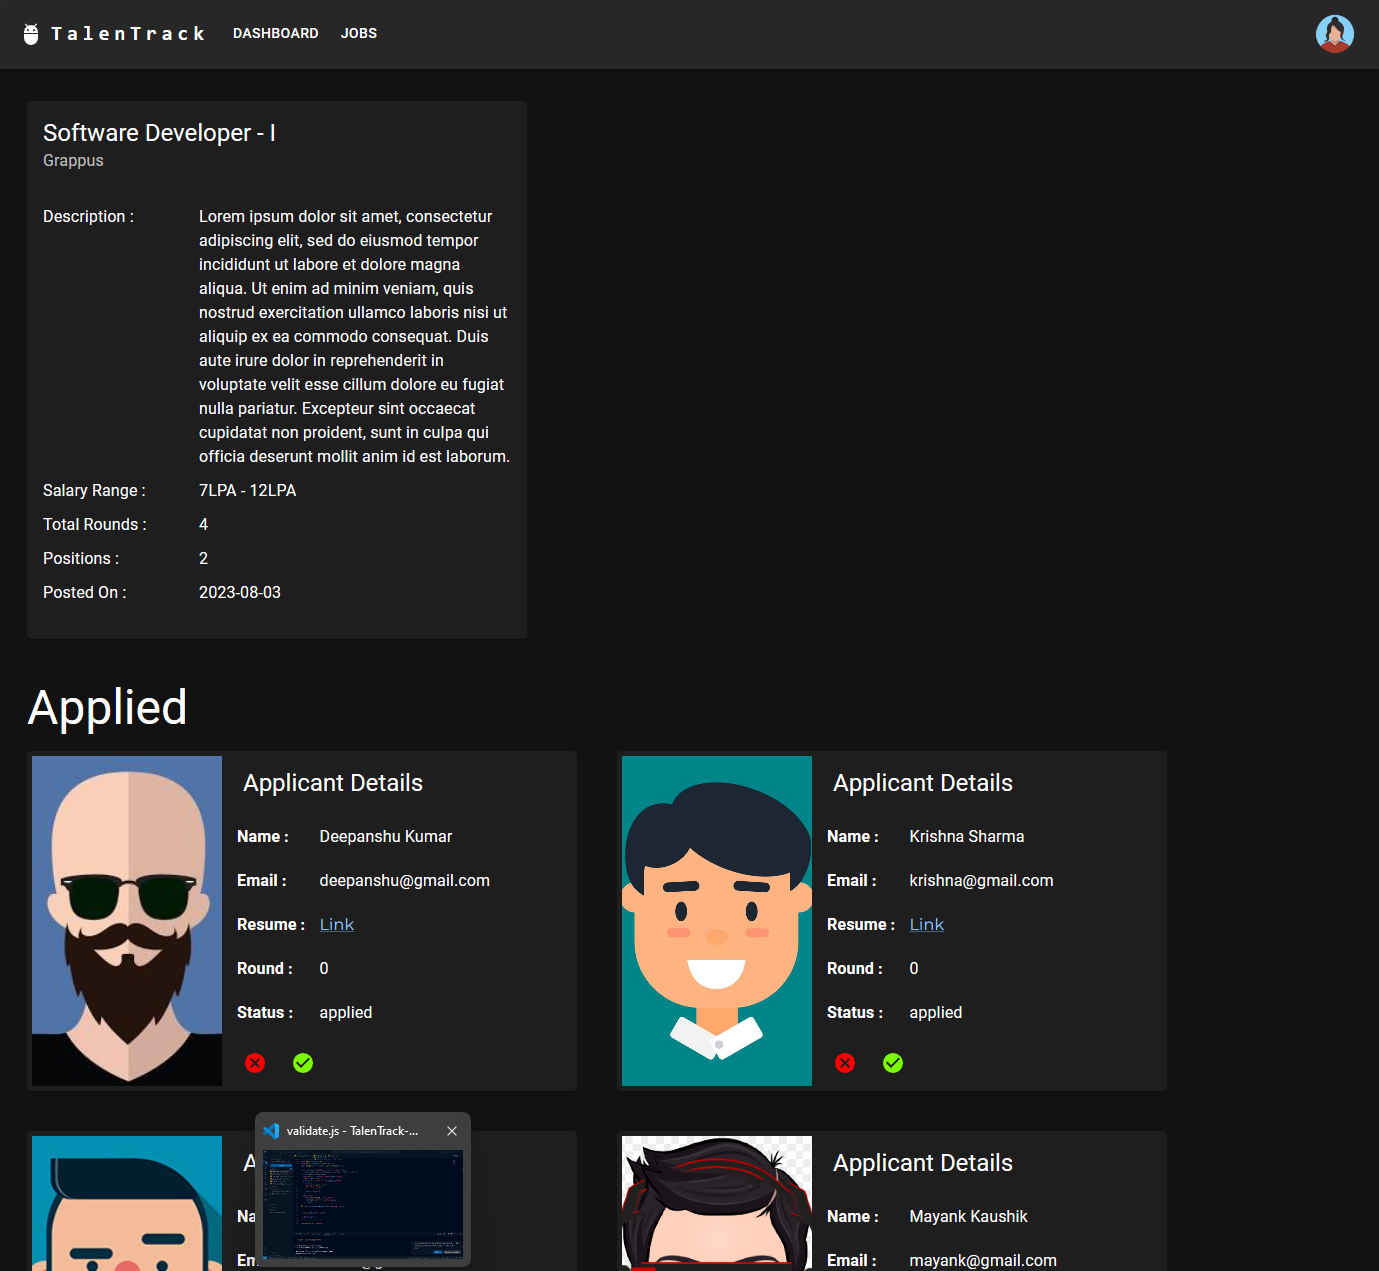 TalenTrack DASHBOARD JOBS
Software Developer - I
Grappus
Description : Lorem ipsum dolor sit amet, consectetur
adipiscing elit, sed do eiusmod tempor
incididunt ut labore et dolore magna
aliqua. Ut enim ad minim veniam, quis
nostrud exercitation ullamco laboris nisi ut
aliquip ex ea commodo consequat. Duis
aute irure dolor in reprehenderit in
voluptate velit esse cillum dolore eu fugiat
nulla pariatur. Excepteur sint occaecat
cupidatat non proident, sunt in culpa qui
officia deserunt mollit anim id est laborum.
Salary Range : 7LPA - 12LPA
Total Rounds : 4
Positions : 2
Posted On : 2023-08-03
Applied
Applicant Details
Name : Deepanshu Kumar
Email : deepanshu@gmail.com
Resume : Link
Round : 0
Status : applied
Applicant Details
Name : Krishna Sharma
Email : krishna@gmail.com
Resume : Link
Round : 0
Status : applied
validate.js - TalenTrack-...
Applicant Details
Name : Mayank Kaushik
Email : mayank@gmail.com